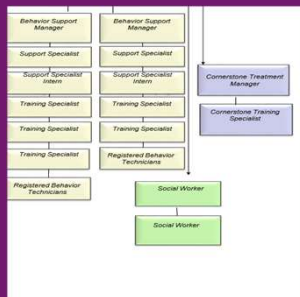 Behavior Support
Manager
Support Specialist
Support Specialist
Intern
Training Specialist
Training Specialist
Training Specialist
Registered Behavior
Technicians
Behavior Support
Manager
Support Specialist
Support Specialist
Intern
Training Specialist
Training Specialist
Registered Behavior
Technicians
Cornerstone Treatment
Manager
Cornerstone Training
Specialist
Social Worker
Social Worker